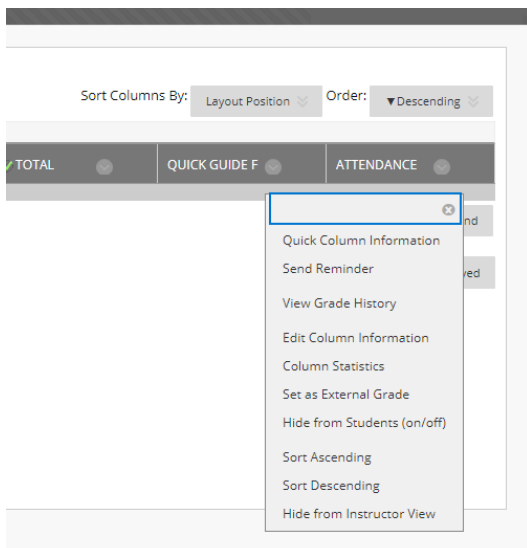 Sort Columns By: Layout Position Order: ▼Descending
TOTAL QUICK GUIDE F ATTENDANCE
Quick Column Information
Send Reminder
View Grade History
Edit Column Information
Column Statistics
Set as External Grade
Hide from Students (on/off)
Sort Ascending
Sort Descending
Hide from Instructor View